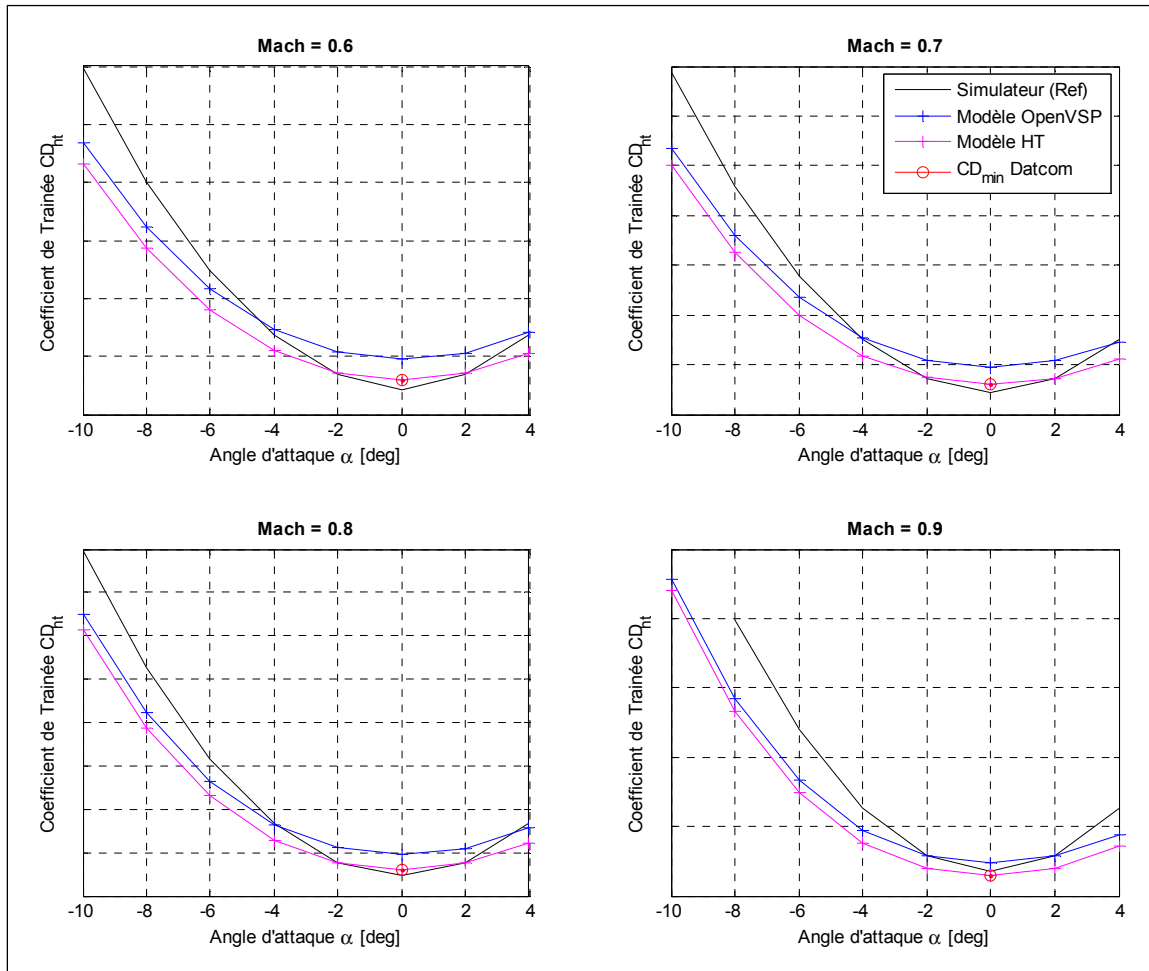 Mach = 0.6
Coefficient de Trainée CD_ht
-10 -8 -6 -4 -2 0 2 4
Angle d'attaque α [deg]
Mach = 0.7
Simulateur (Ref)
Modèle OpenVSP
Modèle HT
CD_min Datcom
Coefficient de Trainée CD_ht
-10 -8 -6 -4 -2 0 2 4
Angle d'attaque α [deg]
Mach = 0.8
Coefficient de Trainée CD_ht
-10 -8 -6 -4 -2 0 2 4
Angle d'attaque α [deg]
Mach = 0.9
Coefficient de Trainée CD_ht
-10 -8 -6 -4 -2 0 2 4
Angle d'attaque α [deg]